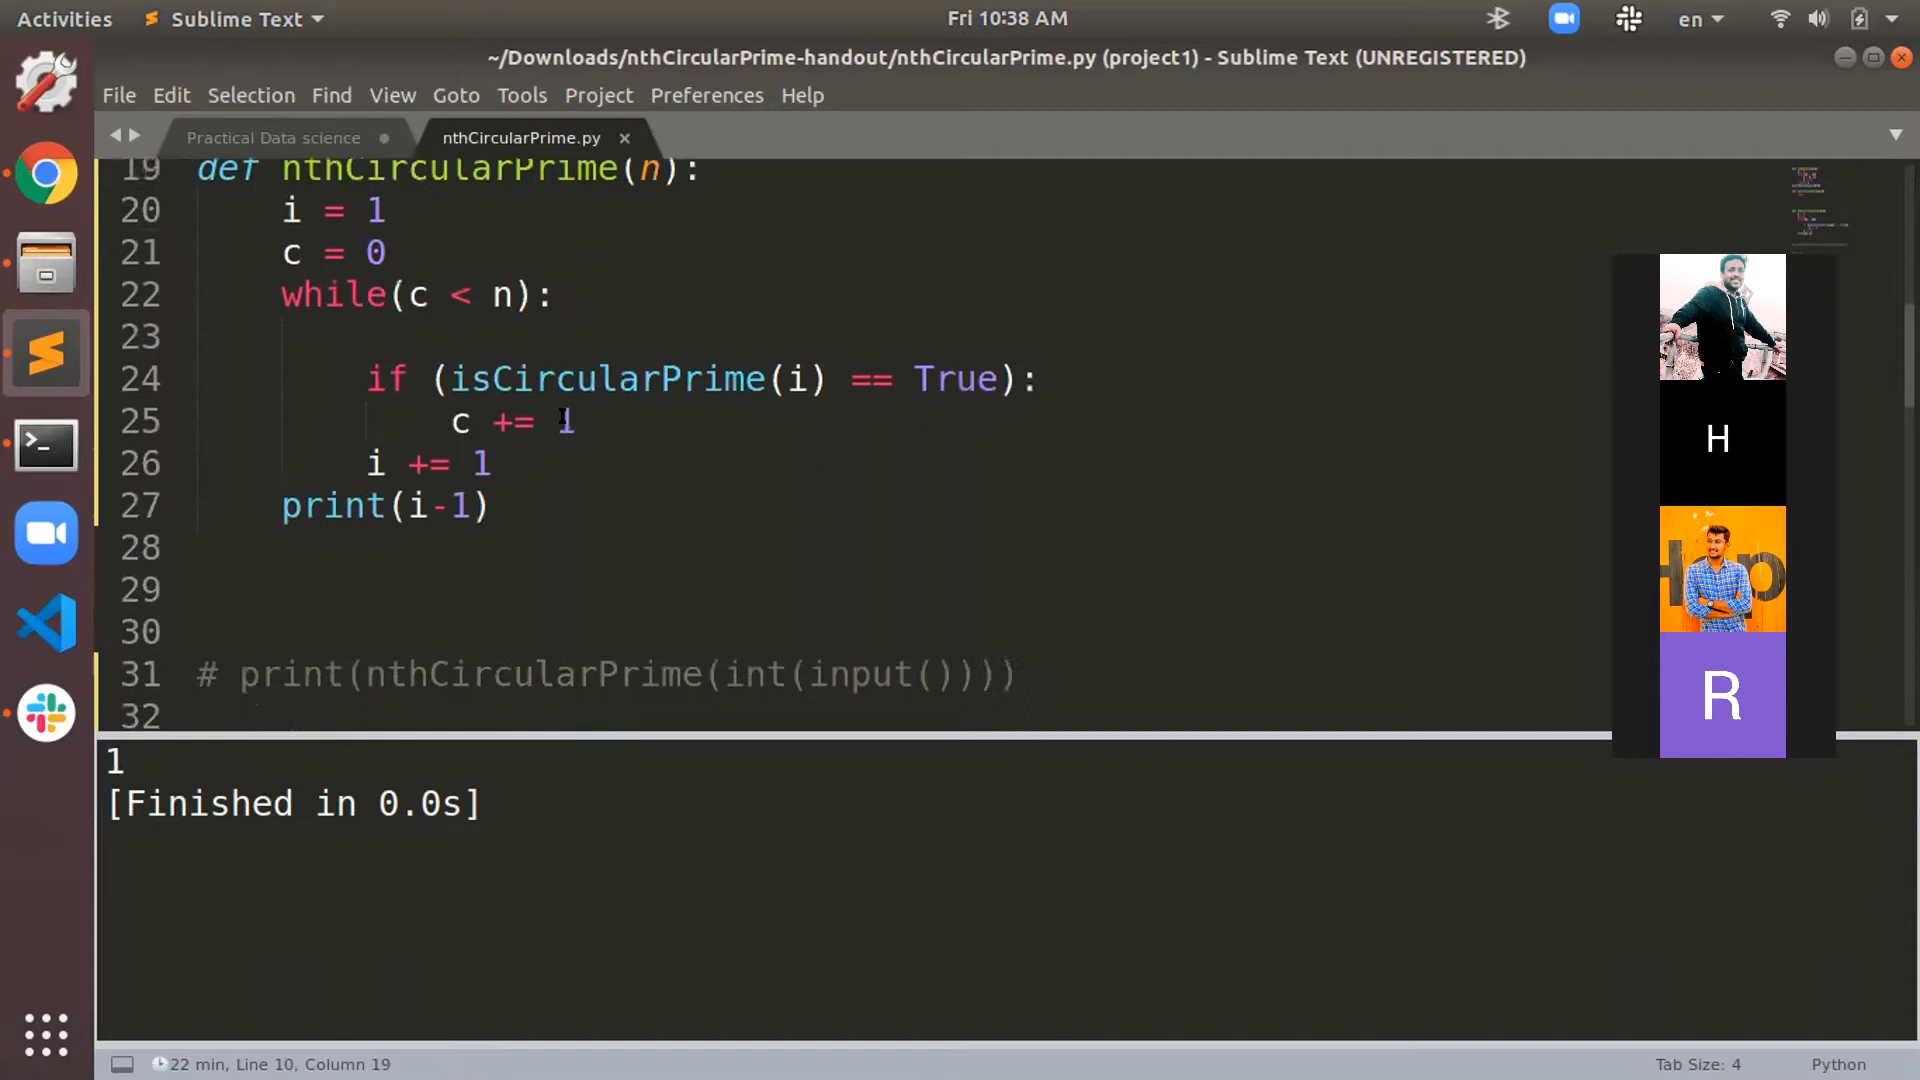 Activities
Sublime Text
Fri 10:38 AM
en
~/Downloads/nthCircularPrime-handout/nthCircularPrime.py (project1) - Sublime Text (UNREGISTERED)
File Edit Selection Find View Goto Tools Project Preferences Help
Practical Data science
nthCircularPrime.py
19 def nthCircularPrime(n):
20 i = 1
21 c = 0
22 while(c < n):
23
24 if (isCircularPrime(i) == True):
25 c += 1
26 i += 1
27 print(i-1)
28
29
30
31 # print(nthCircularPrime(int(input())))
32
H
R
1
[Finished in 0.0s]
22 min, Line 10, Column 19
Tab Size: 4
Python